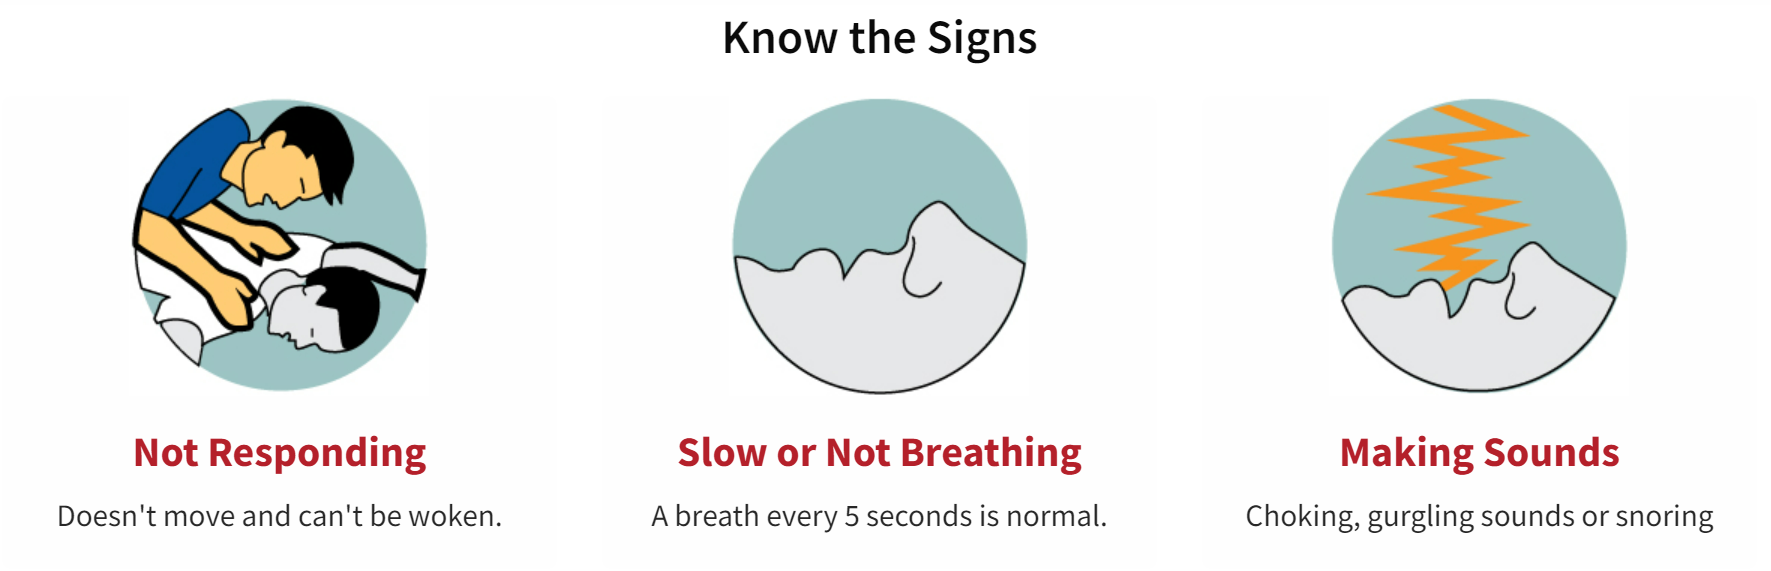 Know the Signs
Not Responding
Doesn't move and can't be woken.
Slow or Not Breathing
A breath every 5 seconds is normal.
Making Sounds
Choking, gurgling sounds or snoring